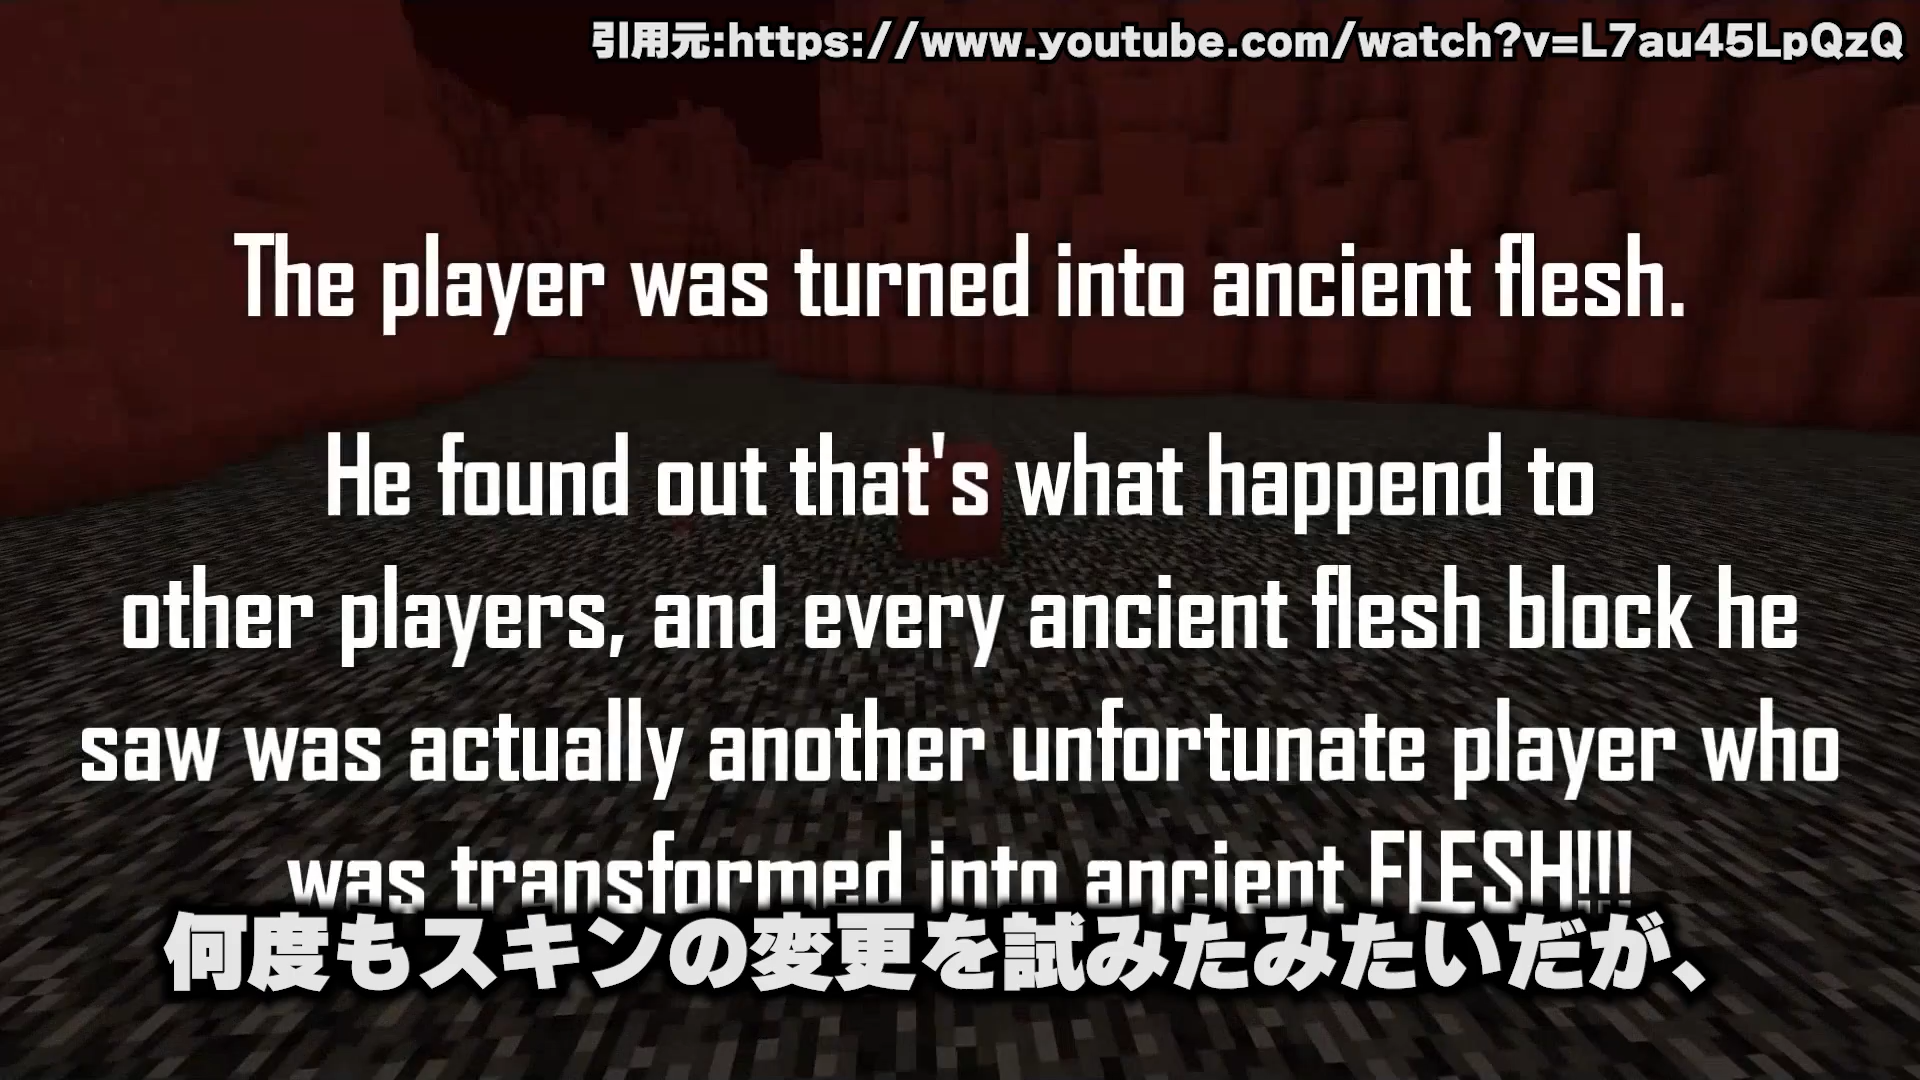 引用元:https://www.youtube.com/watch?v=L7au45LpQzQ
The player was turned into ancient flesh.
He found out that's what happend to
other players, and every ancient flesh block he
saw was actually another unfortunate player who
was transformed into ancient FLESH!!!
何度もスキンの変更を試みたみたいだが、